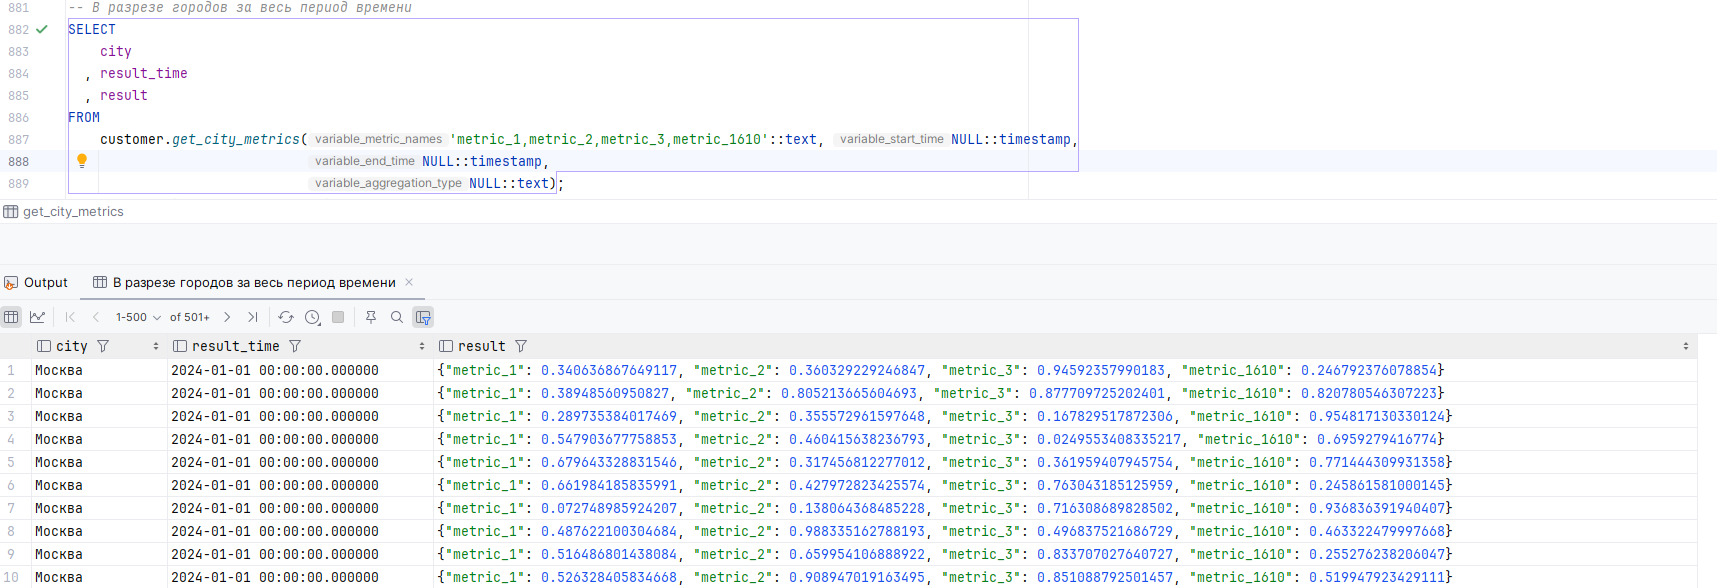 881 -- В разрезе городов за весь период времени
882 SELECT
883 city
884 , result_time
885 , result
886 FROM
887 customer.get_city_metrics( variable_metric_names 'metric_1,metric_2,metric_3,metric_1610'::text, variable_start_time NULL::timestamp,
888 variable_end_time NULL::timestamp,
889 variable_aggregation_type NULL::text);
get_city_metrics
Output В разрезе городов за весь период времени ×
1-500 of 501+
city result_time result
1 Москва 2024-01-01 00:00:00.000000 {"metric_1": 0.340636867649117, "metric_2": 0.360329229246847, "metric_3": 0.94592357990183, "metric_1610": 0.246792376078854}
2 Москва 2024-01-01 00:00:00.000000 {"metric_1": 0.38948560950827, "metric_2": 0.805213665604693, "metric_3": 0.877709725202401, "metric_1610": 0.820780546307223}
3 Москва 2024-01-01 00:00:00.000000 {"metric_1": 0.289735384017469, "metric_2": 0.355572961597648, "metric_3": 0.167829517872306, "metric_1610": 0.954817130330124}
4 Москва 2024-01-01 00:00:00.000000 {"metric_1": 0.547903677758853, "metric_2": 0.460415638236793, "metric_3": 0.0249553408335217, "metric_1610": 0.6959279416774}
5 Москва 2024-01-01 00:00:00.000000 {"metric_1": 0.679643328831546, "metric_2": 0.317456812277012, "metric_3": 0.361959407945754, "metric_1610": 0.771444309931358}
6 Москва 2024-01-01 00:00:00.000000 {"metric_1": 0.661984185835991, "metric_2": 0.427972823425574, "metric_3": 0.763043185125959, "metric_1610": 0.245861581000145}
7 Москва 2024-01-01 00:00:00.000000 {"metric_1": 0.072748985924207, "metric_2": 0.138064368485228, "metric_3": 0.716308689828502, "metric_1610": 0.936836391940407}
8 Москва 2024-01-01 00:00:00.000000 {"metric_1": 0.487622100304684, "metric_2": 0.988335162788193, "metric_3": 0.496837521686729, "metric_1610": 0.463322479997668}
9 Москва 2024-01-01 00:00:00.000000 {"metric_1": 0.516486801438084, "metric_2": 0.659954106888922, "metric_3": 0.833707027640727, "metric_1610": 0.255276238206047}
10 Москва 2024-01-01 00:00:00.000000 {"metric_1": 0.526328405834668, "metric_2": 0.908947019163495, "metric_3": 0.851088792501457, "metric_1610": 0.519947923429111}